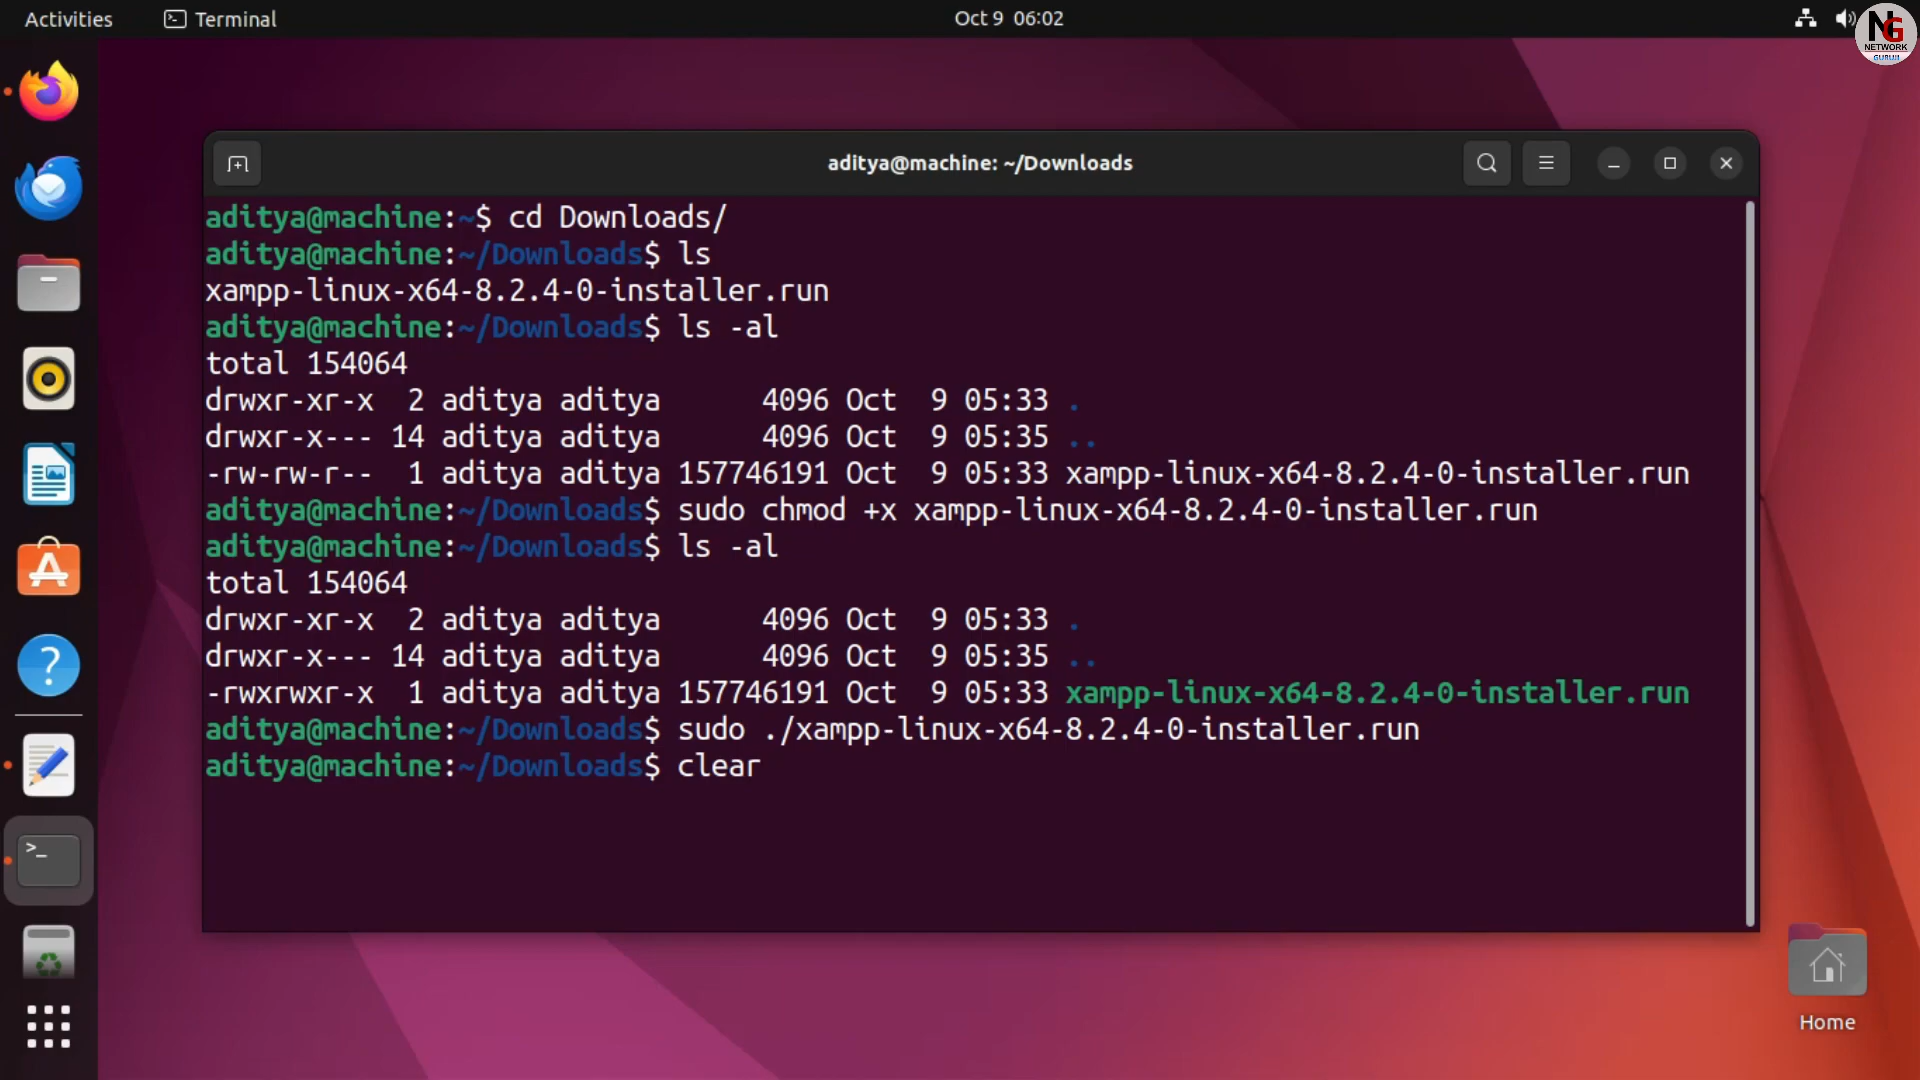 Activities
Terminal
Oct 9 06:02
NG
NETWORK
GURUJI
aditya@machine: ~/Downloads
aditya@machine:~$ cd Downloads/
aditya@machine:~/Downloads$ ls
xampp-linux-x64-8.2.4-0-installer.run
aditya@machine:~/Downloads$ ls -al
total 154064
drwxr-xr-x  2 aditya aditya      4096 Oct  9 05:33 .
drwxr-x--- 14 aditya aditya      4096 Oct  9 05:35 ..
-rw-rw-r--  1 aditya aditya 157746191 Oct  9 05:33 xampp-linux-x64-8.2.4-0-installer.run
aditya@machine:~/Downloads$ sudo chmod +x xampp-linux-x64-8.2.4-0-installer.run
aditya@machine:~/Downloads$ ls -al
total 154064
drwxr-xr-x  2 aditya aditya      4096 Oct  9 05:33 .
drwxr-x--- 14 aditya aditya      4096 Oct  9 05:35 ..
-rwxrwxr-x  1 aditya aditya 157746191 Oct  9 05:33 xampp-linux-x64-8.2.4-0-installer.run
aditya@machine:~/Downloads$ sudo ./xampp-linux-x64-8.2.4-0-installer.run
aditya@machine:~/Downloads$ clear
Home